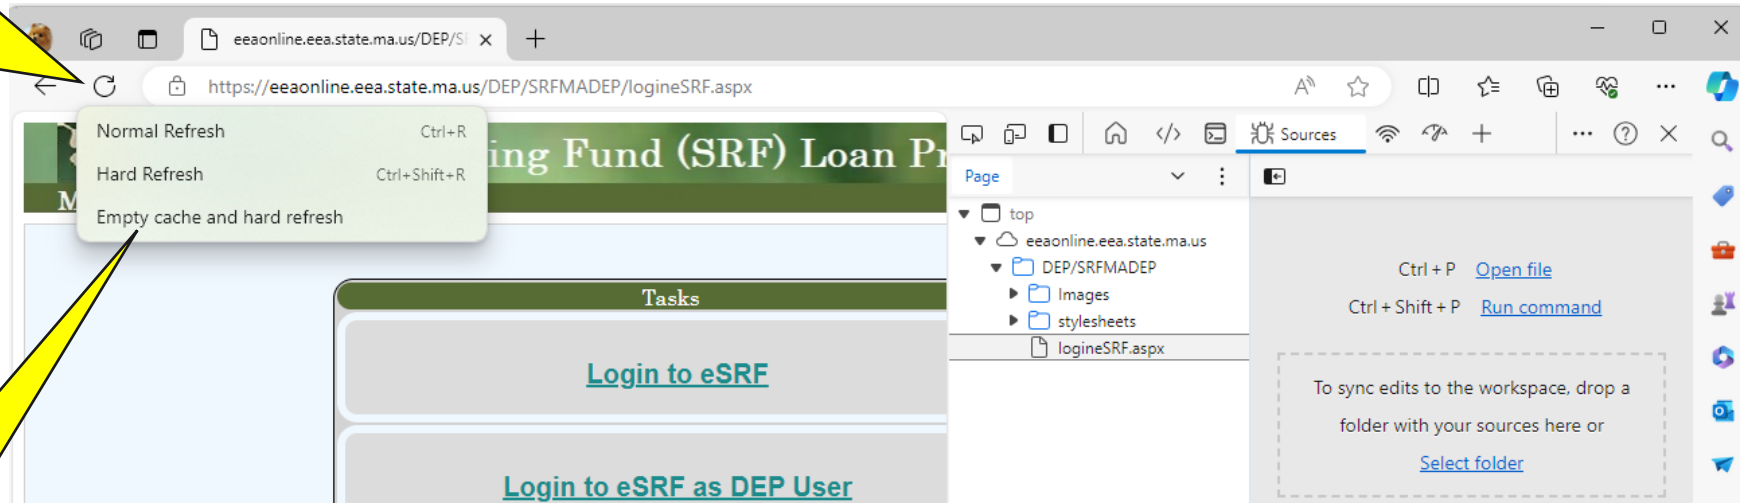 eeaonline.eea.state.ma.us/DEP/S
https://eeaonline.eea.state.ma.us/DEP/SRFMADEP/logineSRF.aspx
Normal Refresh Ctrl+R
Hard Refresh Ctrl+Shift+R
Empty cache and hard refresh
ing Fund (SRF) Loan Pr
M
Tasks
Login to eSRF
Login to eSRF as DEP User
Sources
Page
top
eeaonline.eea.state.ma.us
DEP/SRFMADEP
Images
stylesheets
logineSRF.aspx
Ctrl + P Open file
Ctrl + Shift + P Run command
To sync edits to the workspace, drop a
folder with your sources here or
Select folder